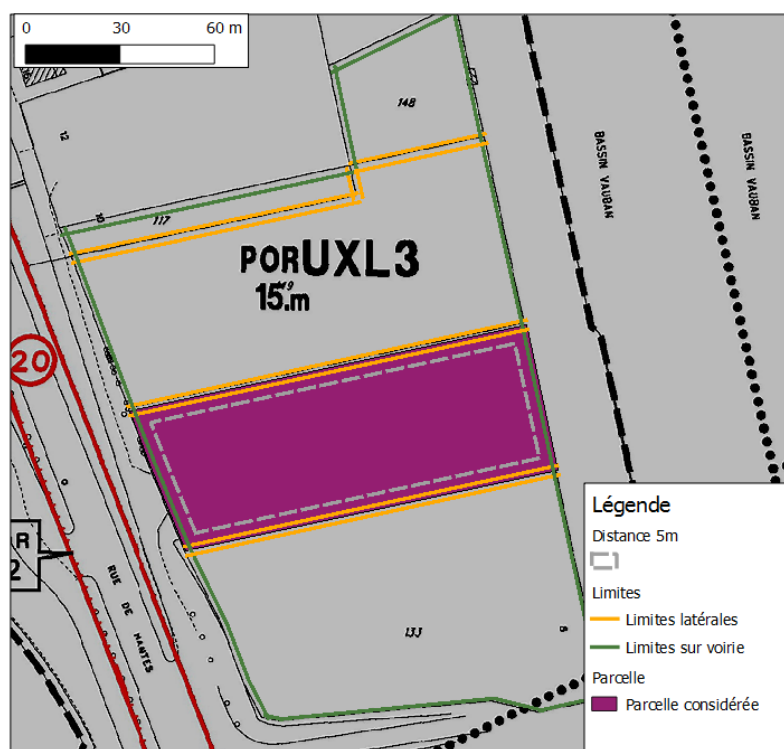 0 30 60 m
148
12
BASSIN VAUBAN
BASSIN VAUBAN
117
PORUXL3
15.m
20
R
2
RUE DE NANTES
133
Légende
Distance 5m
Limites
Limites latérales
Limites sur voirie
Parcelle
Parcelle considérée